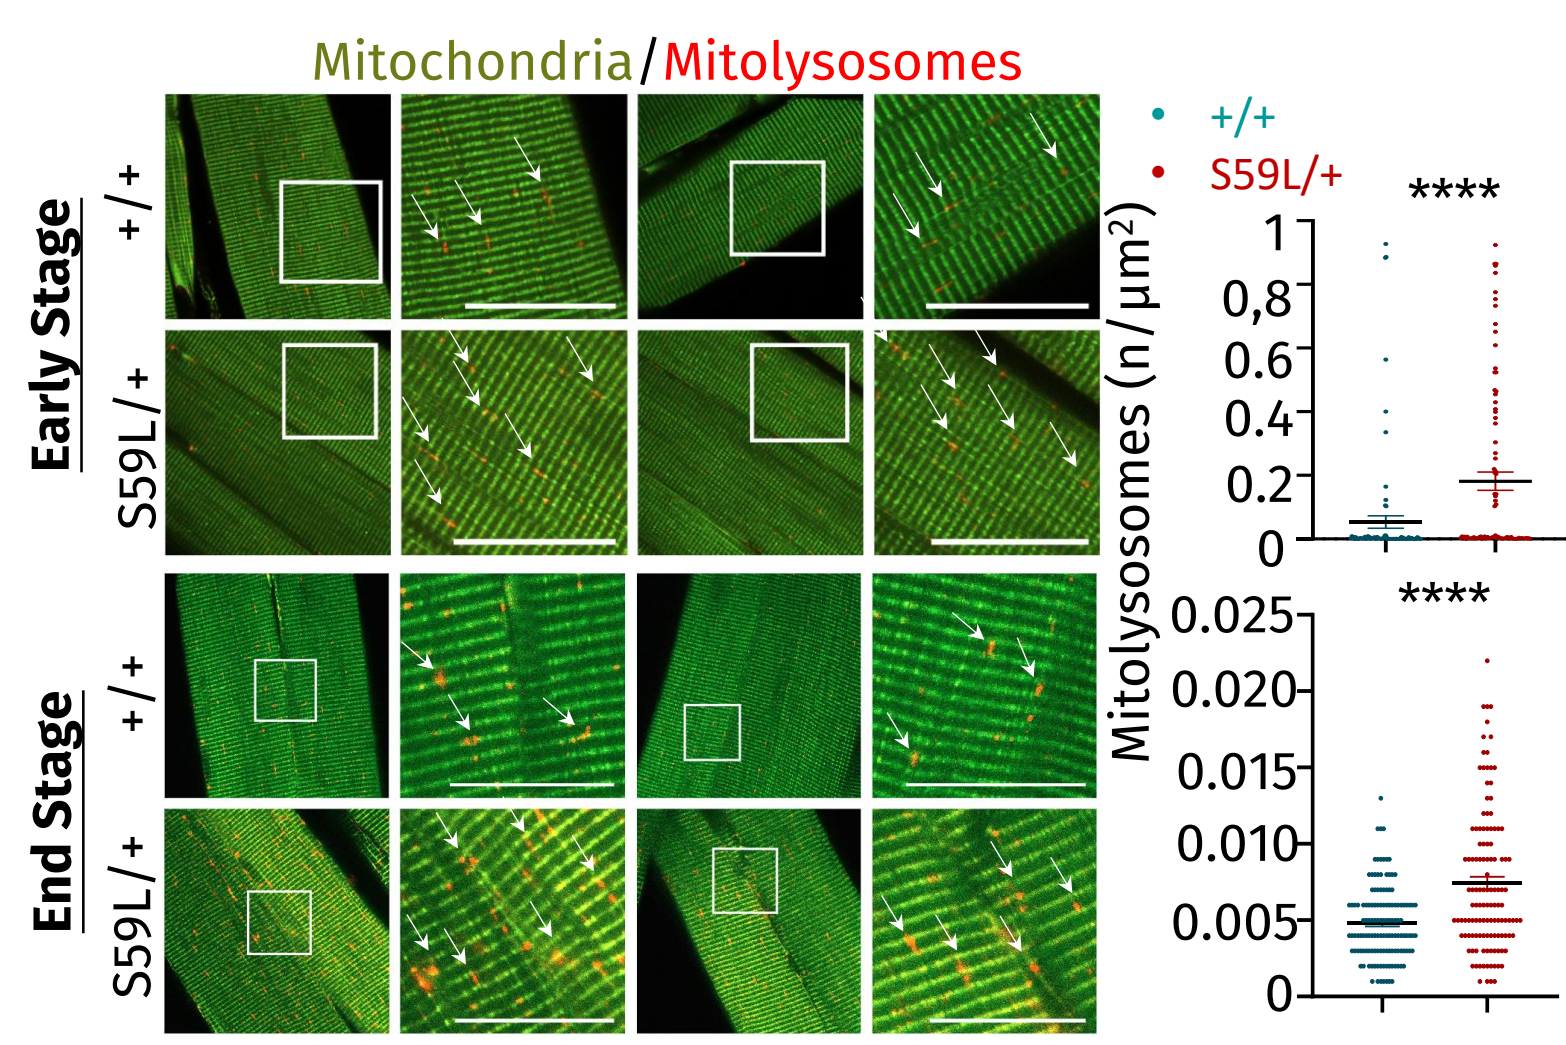 Mitochondria/Mitolysosomes
Early Stage
+/+
S59L/+
End Stage
+/+
S59L/+
+/+
S59L/+
Mitolysosomes (n/µm²)
****
1
0,8
0.6
0.4
0.2
0
****
0.025
0.020
0.015
0.010
0.005
0